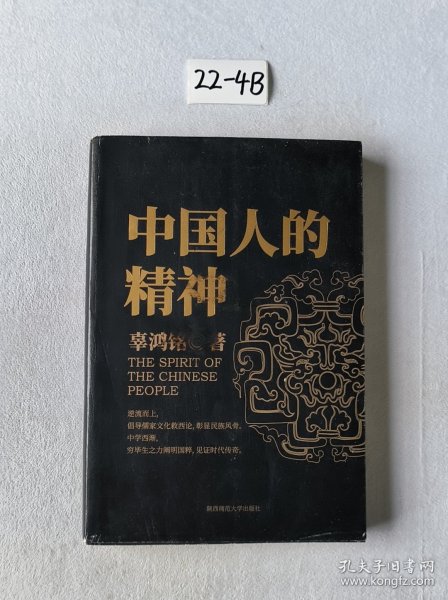 22-4B
中国人的
精神
辜鸿铭 著
THE SPIRIT OF
THE CHINESE
PEOPLE
逆流而上,
倡导儒家文化救西论,彰显民族风骨。
中学西渐,
穷毕生之力阐明国粹,见证时代传奇。
陕西师范大学出版社
孔夫子旧书网
www.kongfz.com